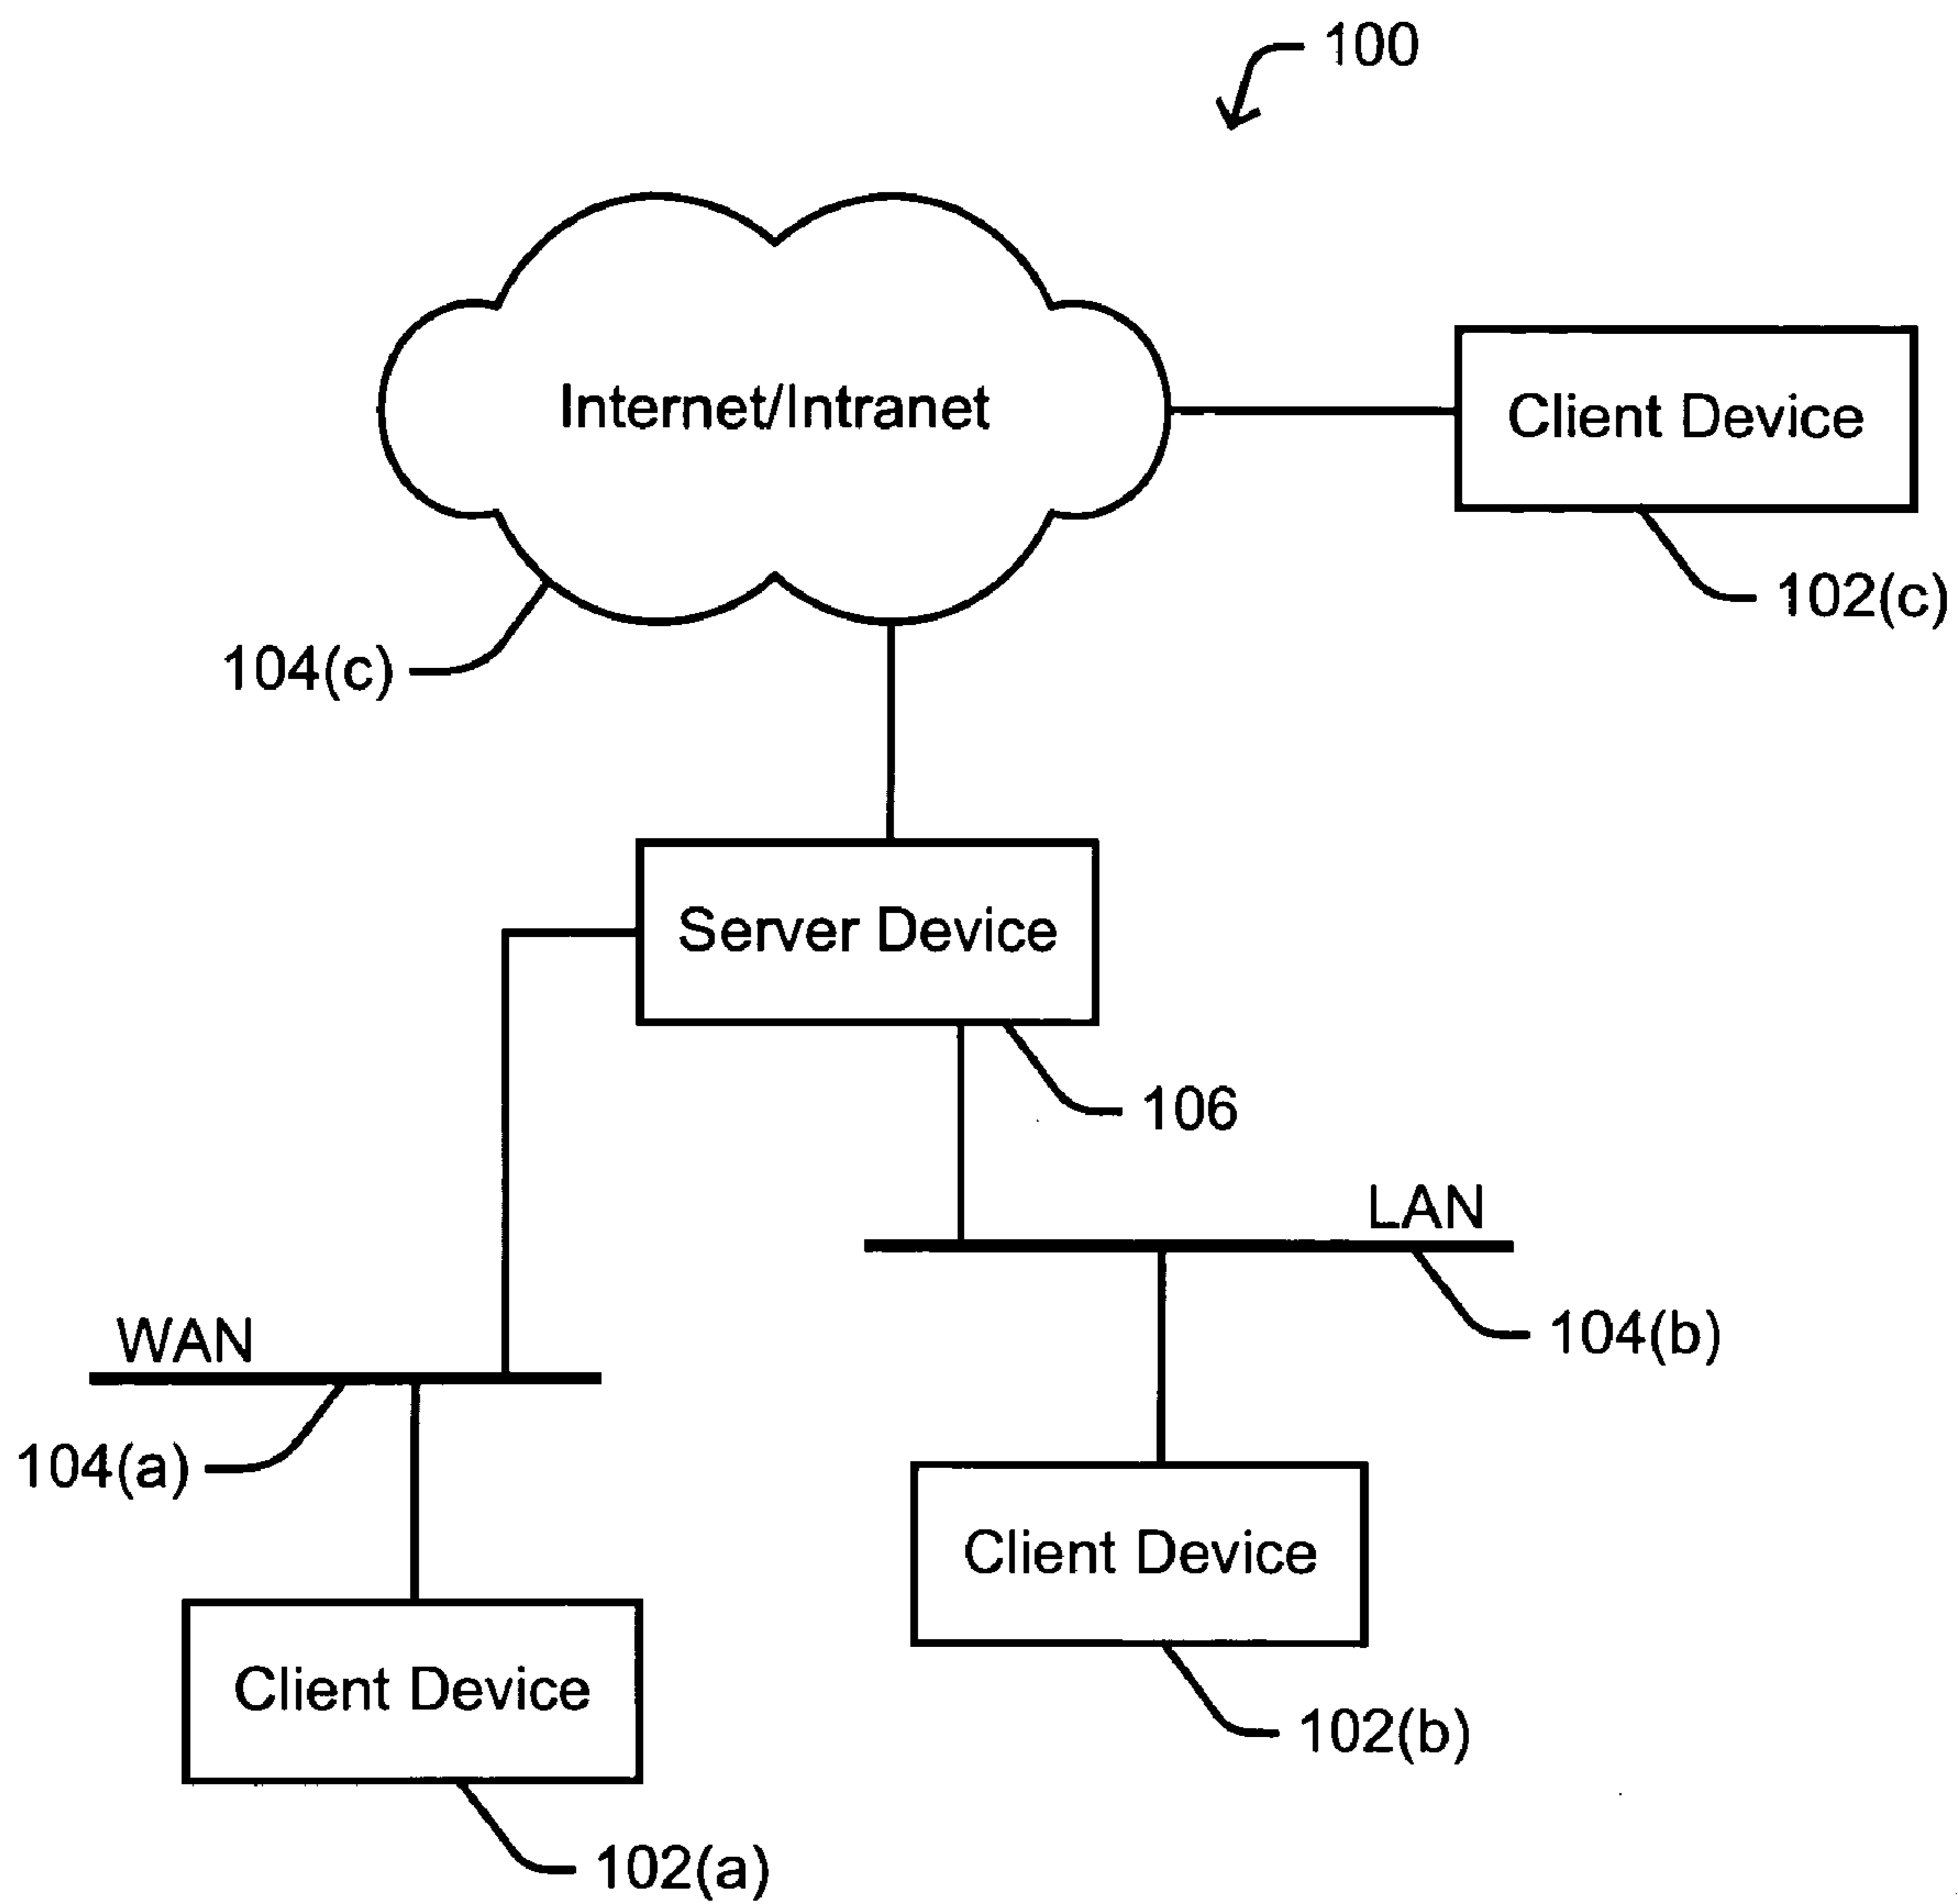 100
Internet/Intranet
Client Device
102(c)
104(c)
Server Device
106
LAN
104(b)
WAN
104(a)
Client Device
102(b)
Client Device
102(a)